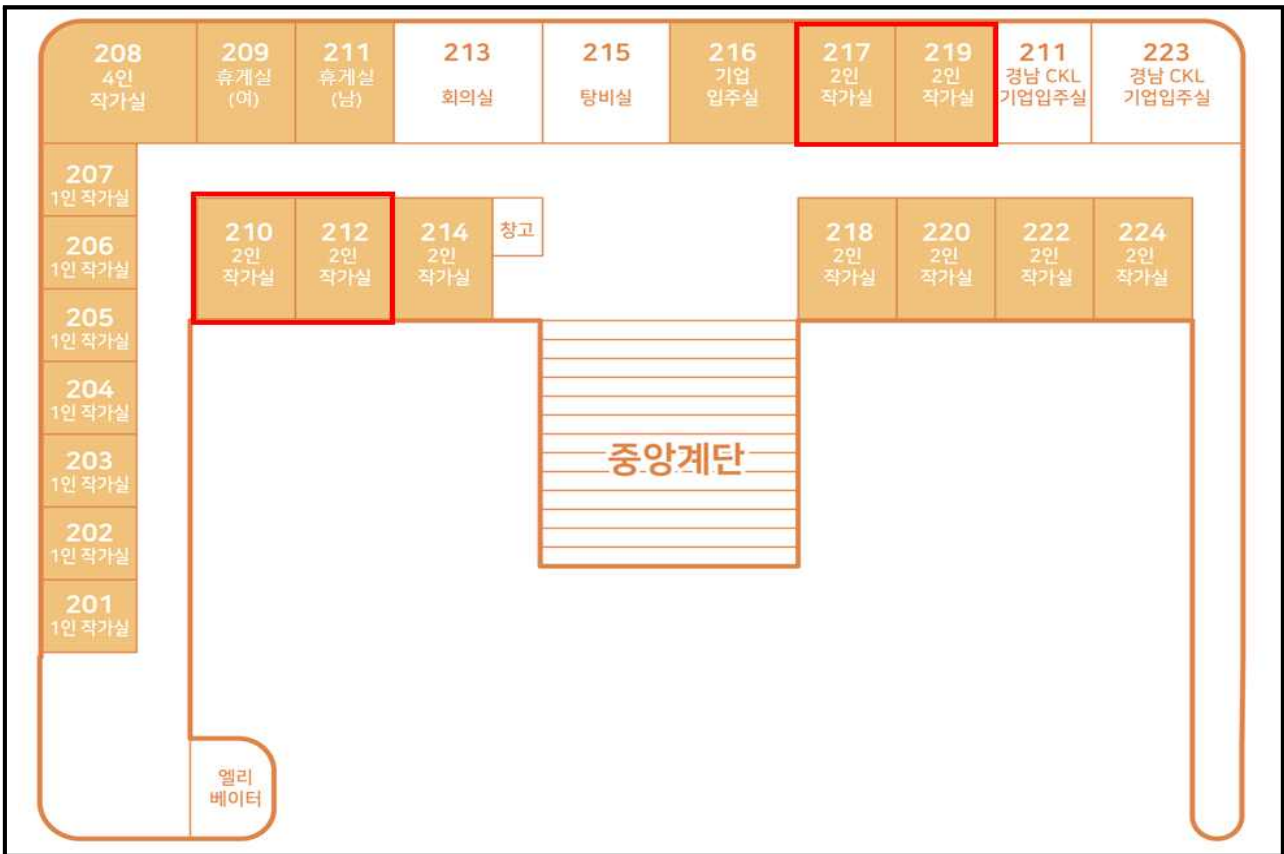 208
4인
작가실
209
휴게실
(여)
211
휴게실
(남)
213
회의실
215
탕비실
216
기업
입주실
217
2인
작가실
219
2인
작가실
211
경남 CKL
기업입주실
223
경남 CKL
기업입주실
207
1인 작가실
206
1인 작가실
205
1인 작가실
204
1인 작가실
203
1인 작가실
202
1인 작가실
201
1인 작가실
210
2인
작가실
212
2인
작가실
214
2인
작가실
창고
218
2인
작가실
220
2인
작가실
222
2인
작가실
224
2인
작가실
중앙계단
엘리
베이터